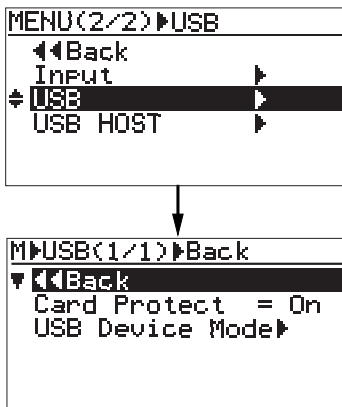 MENU(2/2)▶USB
◀◀Back
Input ▶
USB ▶
USB HOST ▶
M▶USB(1/1)▶Back
◀◀Back
Card Protect = On
USB Device Mode▶